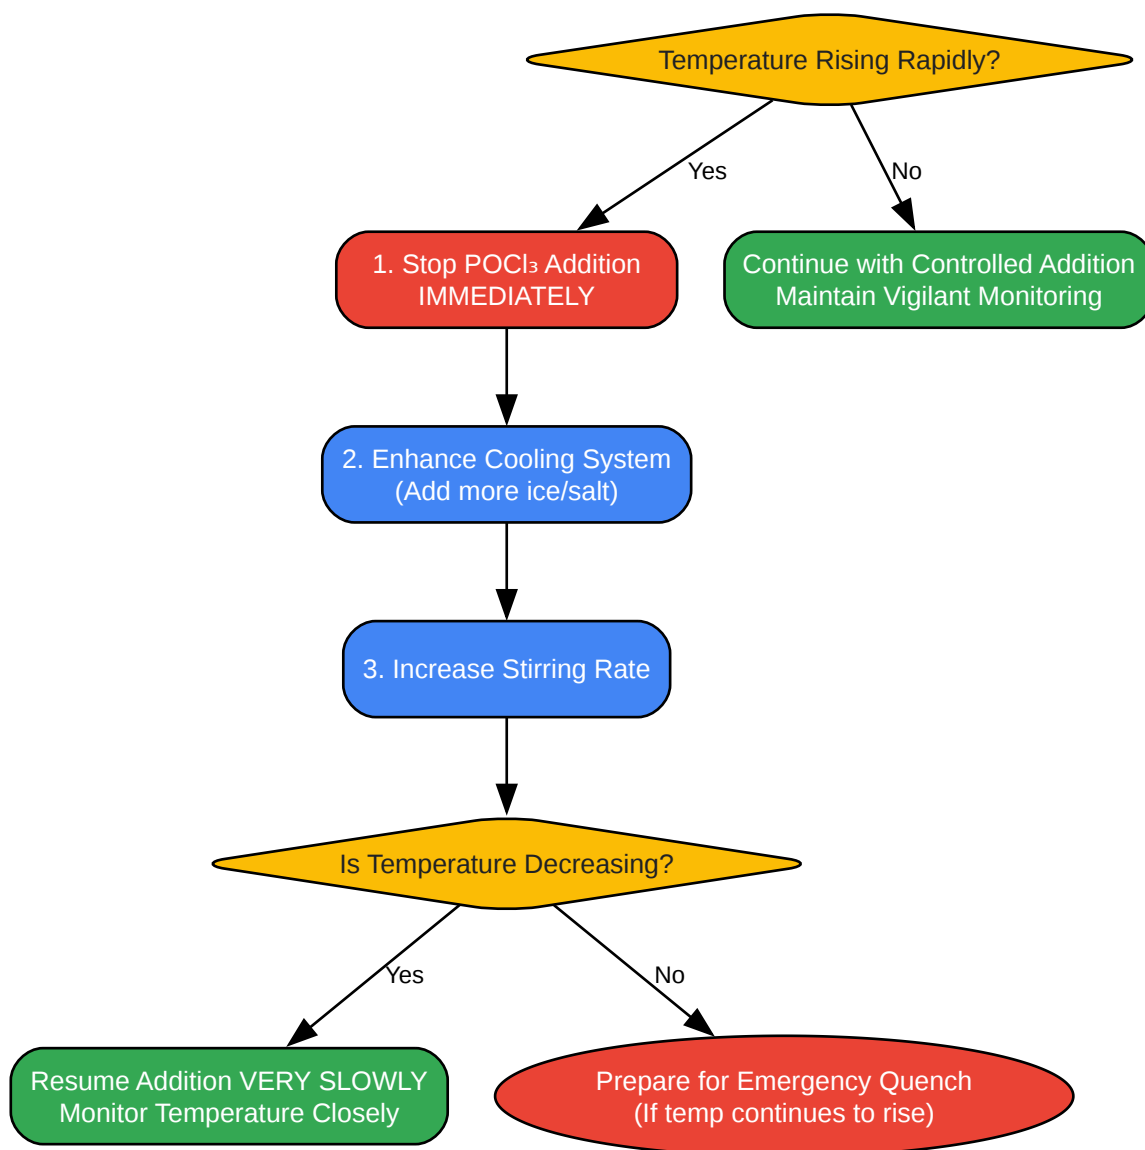 Temperature Rising Rapidly?
Yes
No
1. Stop POCl₃ Addition
IMMEDIATELY
Continue with Controlled Addition
Maintain Vigilant Monitoring
2. Enhance Cooling System
(Add more ice/salt)
3. Increase Stirring Rate
Is Temperature Decreasing?
Yes
No
Resume Addition VERY SLOWLY
Monitor Temperature Closely
Prepare for Emergency Quench
(If temp continues to rise)